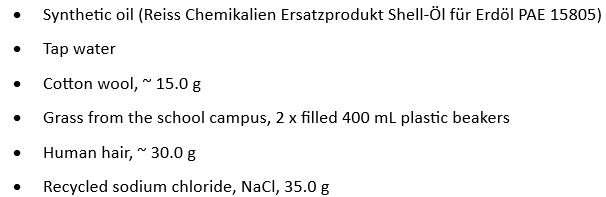 • Synthetic oil (Reiss Chemikalien Ersatzprodukt Shell-Öl für Erdöl PAE 15805)
• Tap water
• Cotton wool, ~ 15.0 g
• Grass from the school campus, 2 x filled 400 mL plastic beakers
• Human hair, ~ 30.0 g
• Recycled sodium chloride, NaCl, 35.0 g